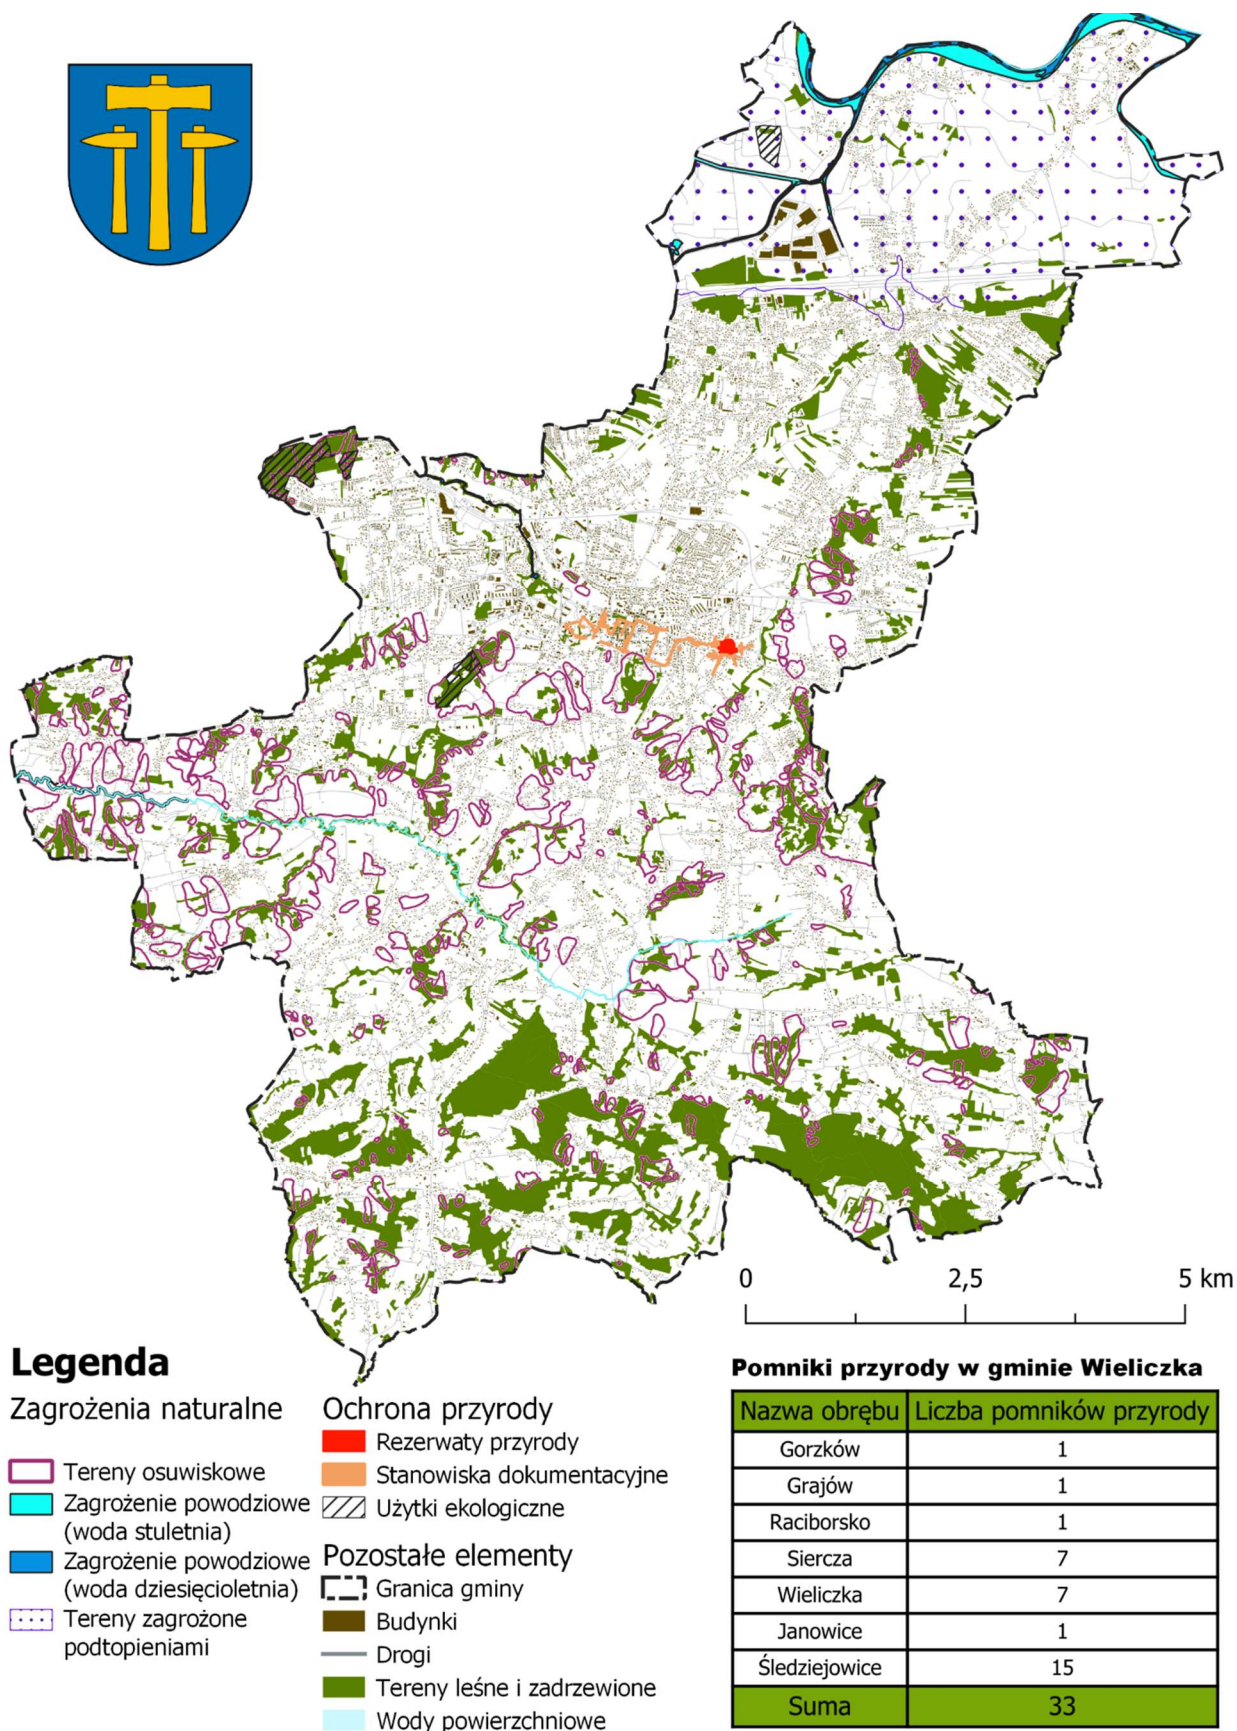 0 2,5 5 km
Legenda
Zagrożenia naturalne
Tereny osuwiskowe
Zagrożenie powodziowe
(woda stuletnia)
Zagrożenie powodziowe
(woda dziesięcioletnia)
Tereny zagrożone
podtopieniami
Ochrona przyrody
Rezerwaty przyrody
Stanowiska dokumentacyjne
Użytki ekologiczne
Pozostałe elementy
Granica gminy
Budynki
Drogi
Tereny leśne i zadrzewione
Wody powierzchniowe
Pomniki przyrody w gminie Wieliczka
Nazwa obrębu Liczba pomników przyrody
Gorzków 1
Grajów 1
Raciborsko 1
Siercza 7
Wieliczka 7
Janowice 1
Śledziejowice 15
Suma 33